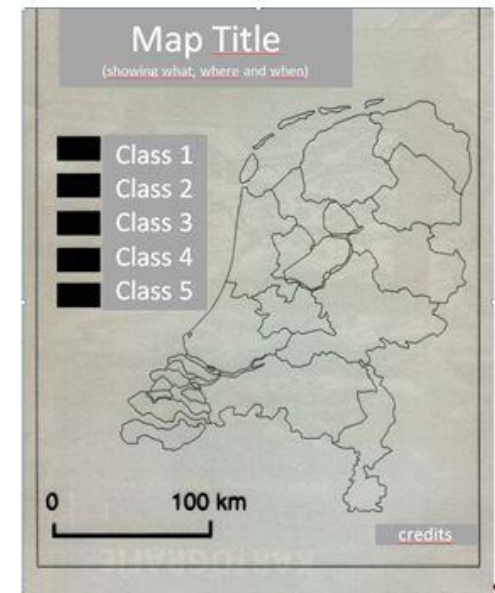 Map Title
(showing what, where and when)
Class 1
Class 2
Class 3
Class 4
Class 5
0 100 km
credits
KARTOGRAFIE